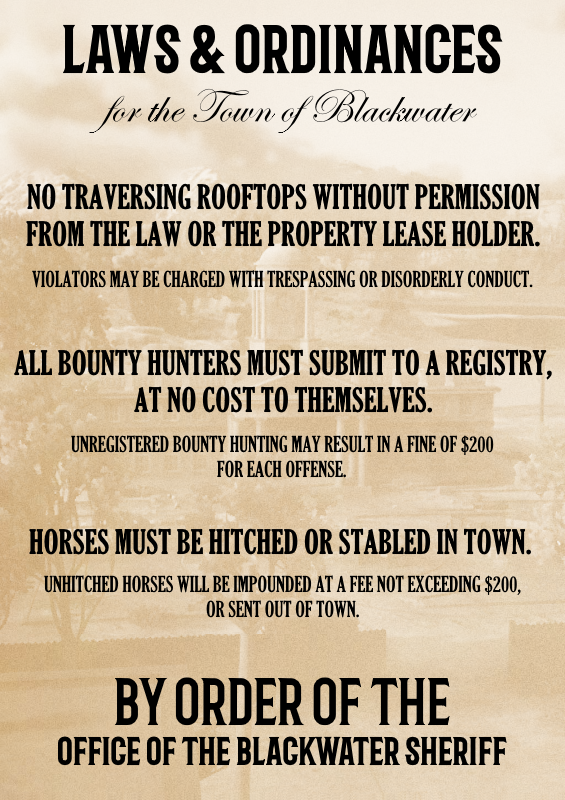 LAWS & ORDINANCES
for the Town of Blackwater
NO TRAVERSING ROOFTOPS WITHOUT PERMISSION
FROM THE LAW OR THE PROPERTY LEASE HOLDER.
VIOLATORS MAY BE CHARGED WITH TRESPASSING OR DISORDERLY CONDUCT.
ALL BOUNTY HUNTERS MUST SUBMIT TO A REGISTRY,
AT NO COST TO THEMSELVES.
UNREGISTERED BOUNTY HUNTING MAY RESULT IN A FINE OF $200
FOR EACH OFFENSE.
HORSES MUST BE HITCHED OR STABLED IN TOWN.
UNHITCHED HORSES WILL BE IMPOUNDED AT A FEE NOT EXCEEDING $200,
OR SENT OUT OF TOWN.
BY ORDER OF THE
OFFICE OF THE BLACKWATER SHERIFF